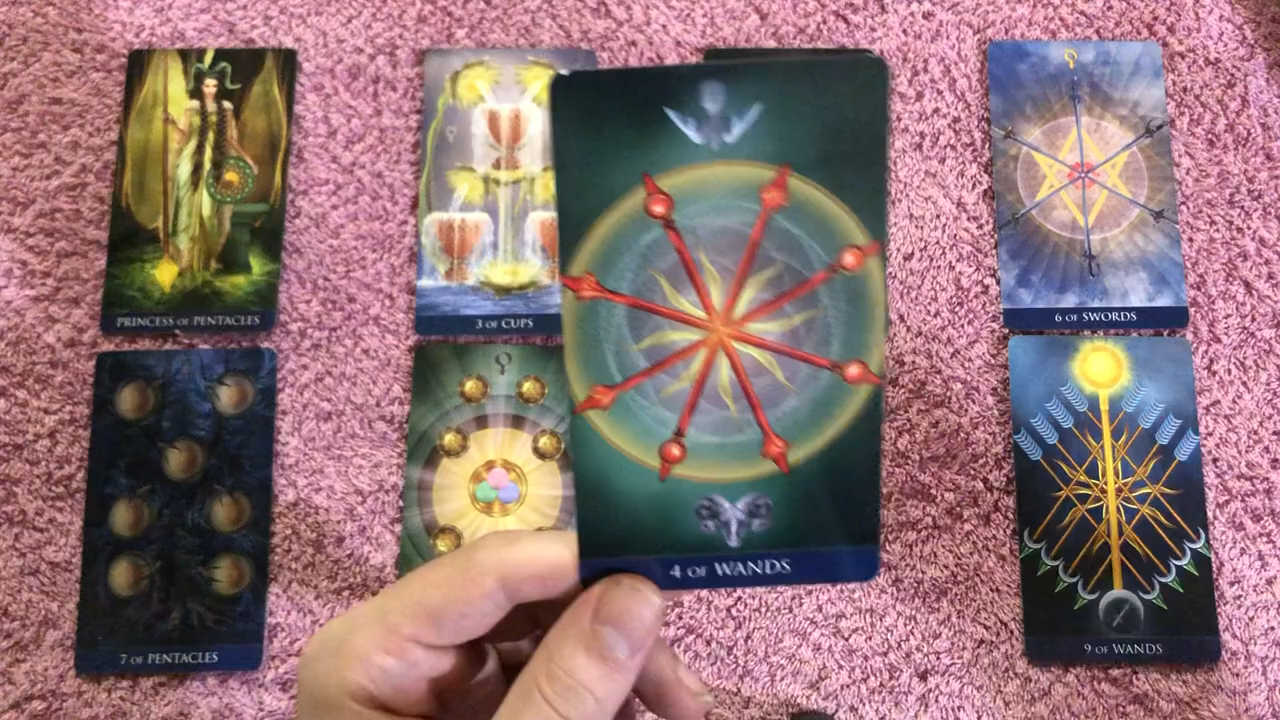 PRINCESS OF PENTACLES
3 OF CUPS
6 OF SWORDS
7 OF PENTACLES
4 OF WANDS
9 OF WANDS